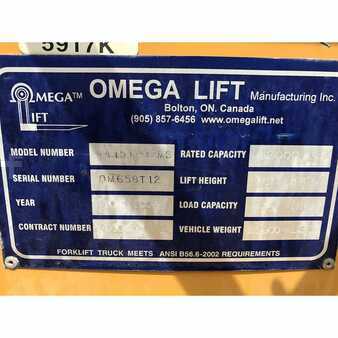 5917K
OMEGA™
LIFT
OMEGA LIFT Manufacturing Inc.
Bolton, ON. Canada
(905) 857-6456 www.omegalift.net
MODEL NUMBER
RATED CAPACITY
SERIAL NUMBER OM658T12
LIFT HEIGHT
YEAR
LOAD CAPACITY
CONTRACT NUMBER
VEHICLE WEIGHT
FORKLIFT TRUCK MEETS ANSI B56.6-2002 REQUIREMENTS